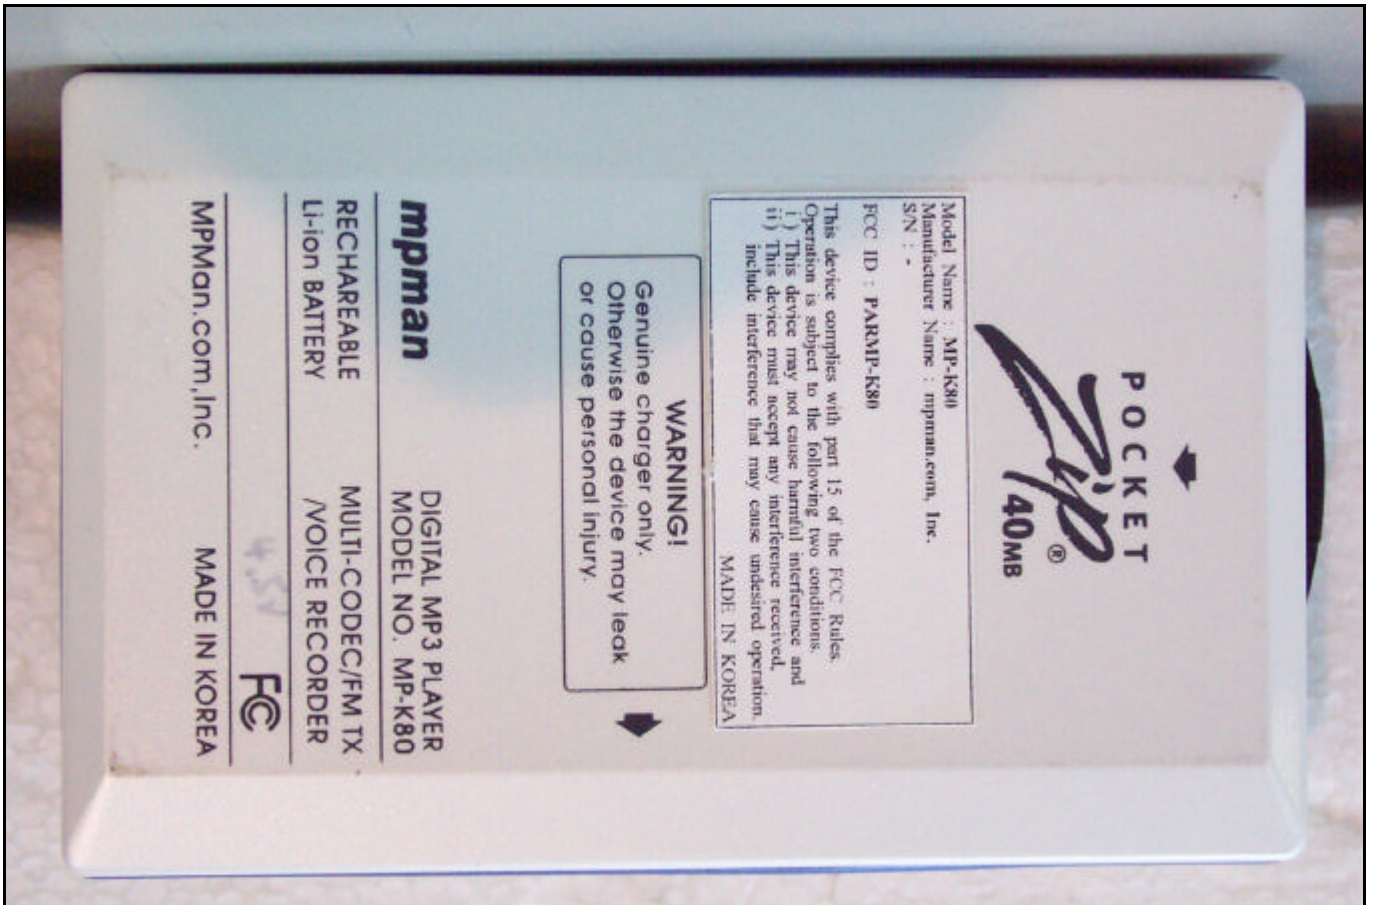 POCKET
Zip®
40MB
Model Name : MP-K80
Manufacturer Name : mpman.com, Inc.
S/N : -
FCC ID : PARMP-K80
This device complies with part 15 of the FCC Rules.
Operation is subject to the following two conditions,
i ) This device may not cause harmful interference and
ii ) This device must accept any interference received,
include interference that may cause undesired operation.
MADE IN KOREA
WARNING!
Genuine charger only.
Otherwise the device may leak
or cause personal injury.
mpman DIGITAL MP3 PLAYER
MODEL NO. MP-K80
RECHAREABLE MULTI-CODEC/FM TX
Li-ion BATTERY /VOICE RECORDER
4.5V FC
MPMan.com,Inc. MADE IN KOREA